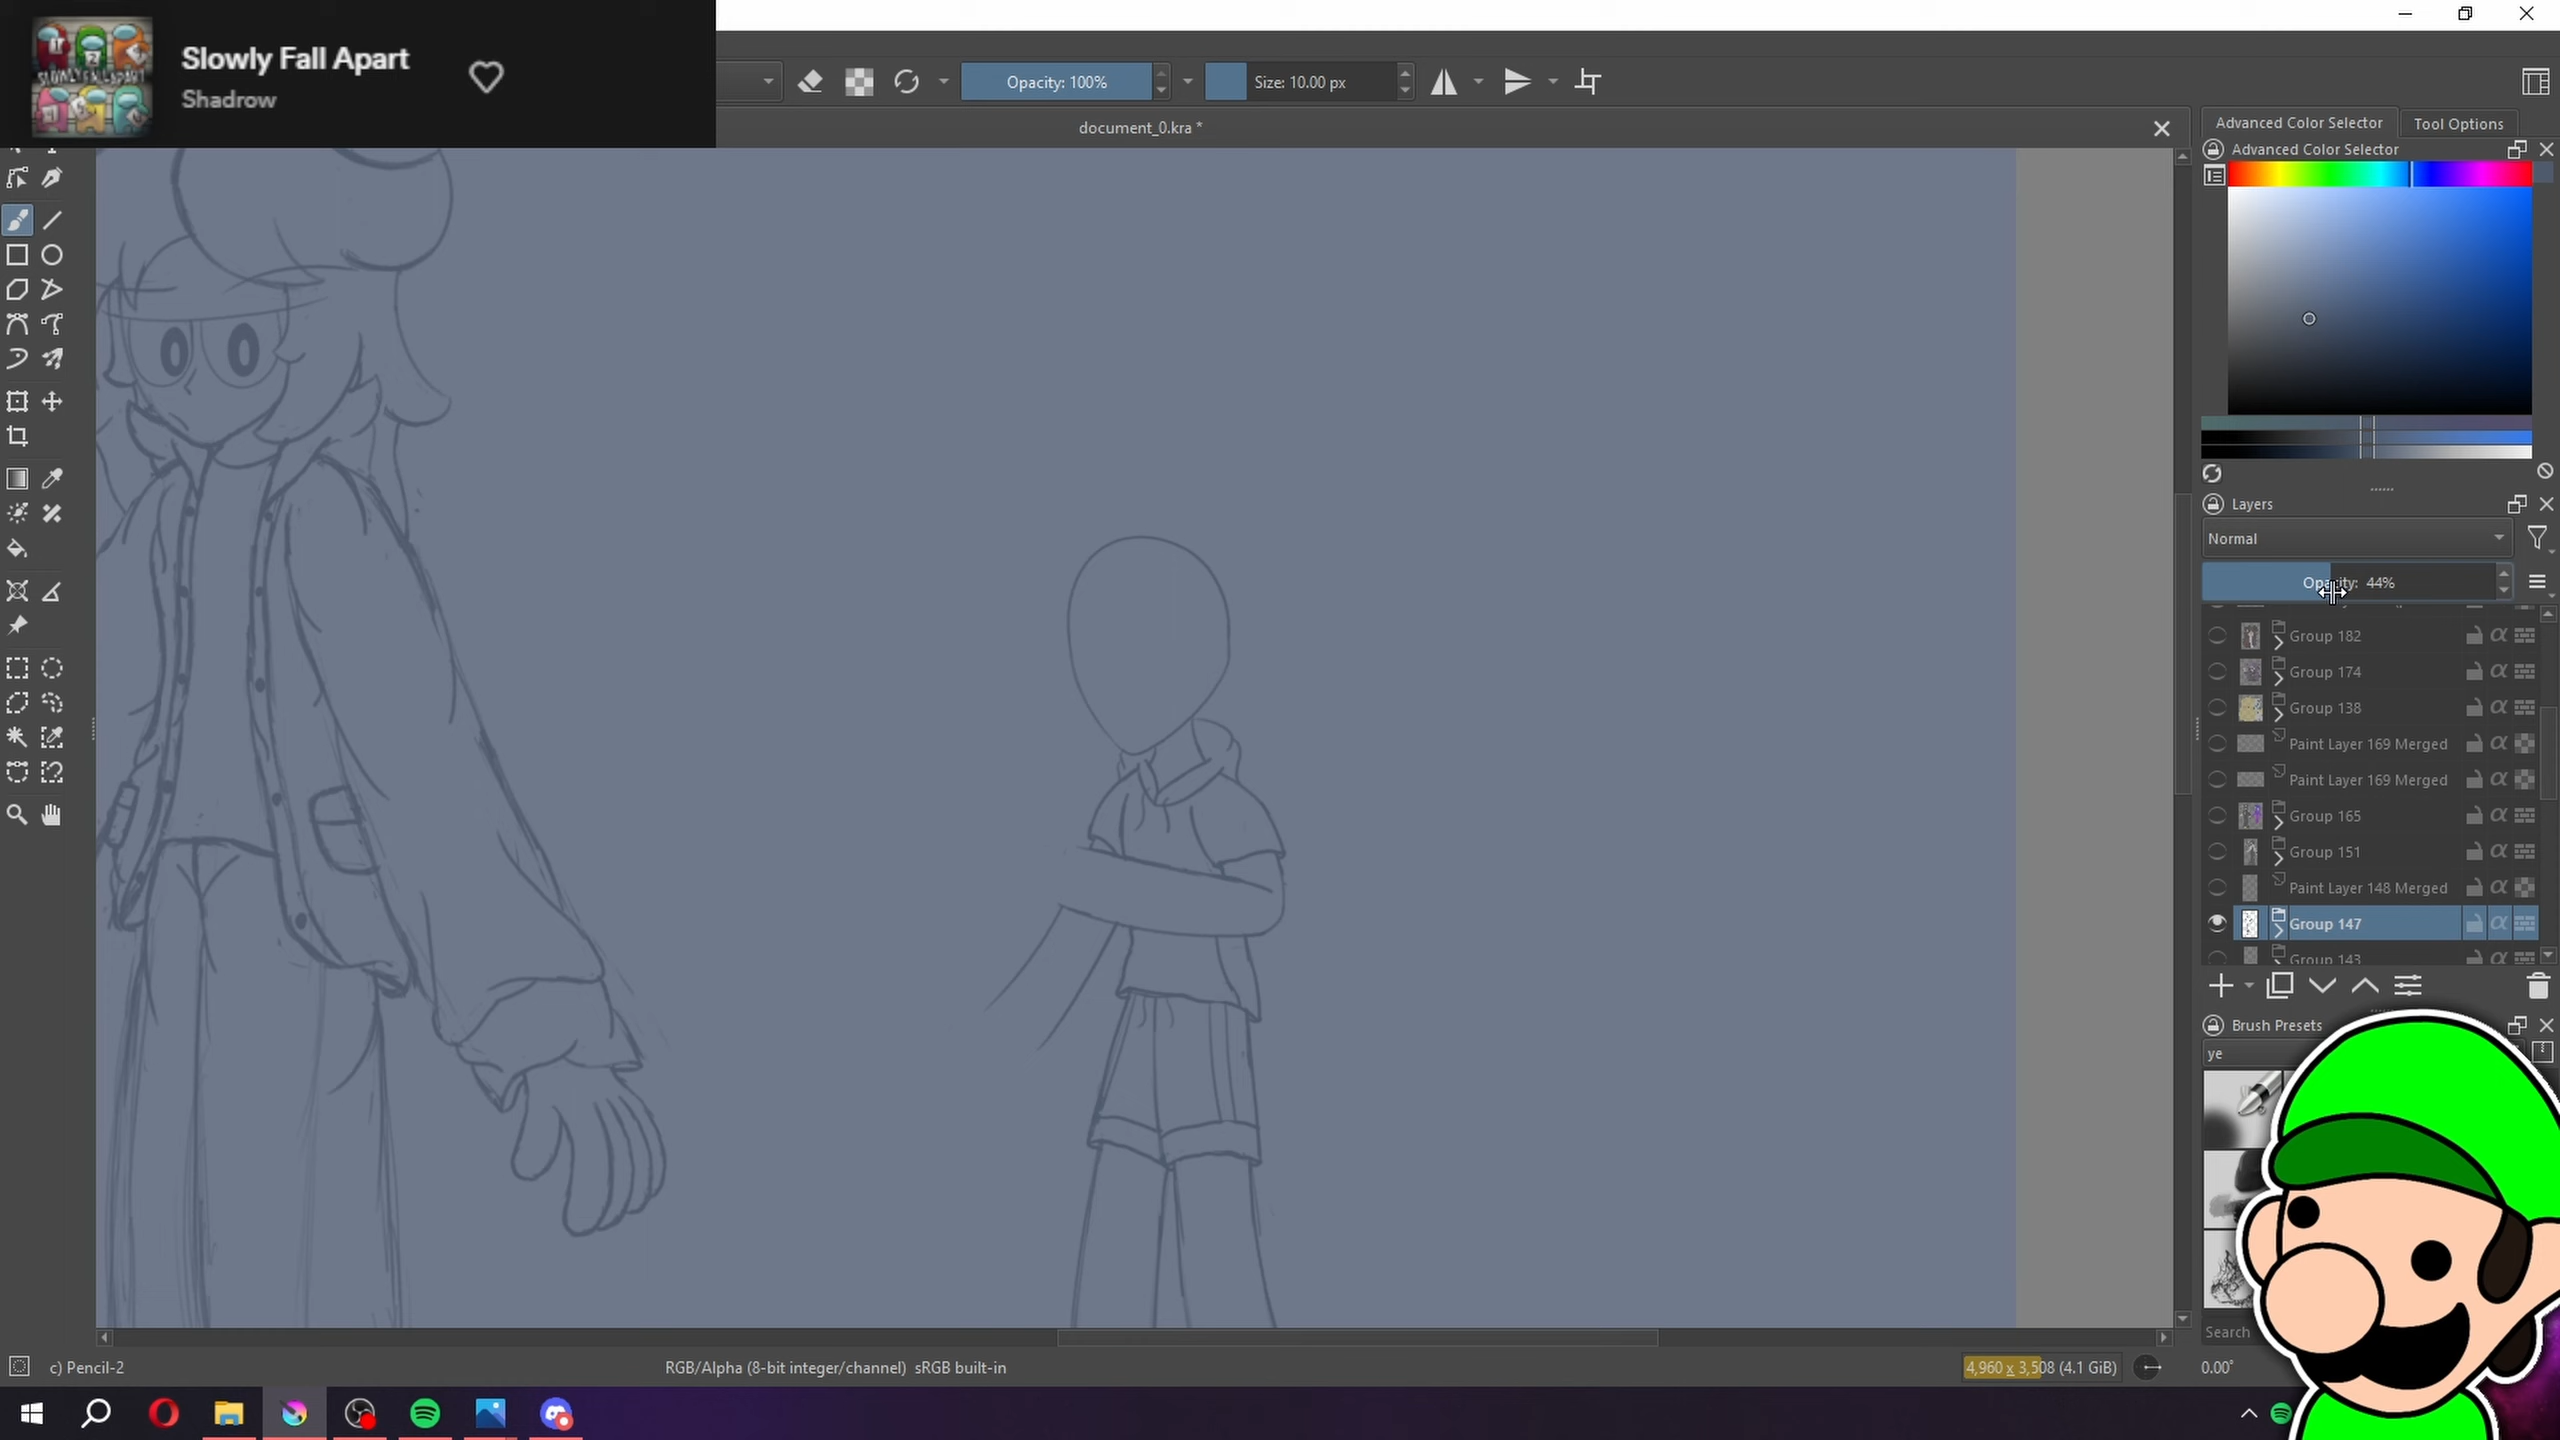 Slowly Fall Apart
Shadrow
Opacity: 100%
Size: 10.00 px
document_0.kra *
Advanced Color Selector
Tool Options
Advanced Color Selector
Layers
Normal
Opacity: 44%
Group 182
Group 174
Group 138
Paint Layer 169 Merged
Paint Layer 169 Merged
Group 165
Group 151
Paint Layer 148 Merged
Group 147
Group 143
Brush Presets
ye
Search
c) Pencil-2
RGB/Alpha (8-bit integer/channel) sRGB built-in
4,960 x 3,508 (4.1 GiB)
0.00°